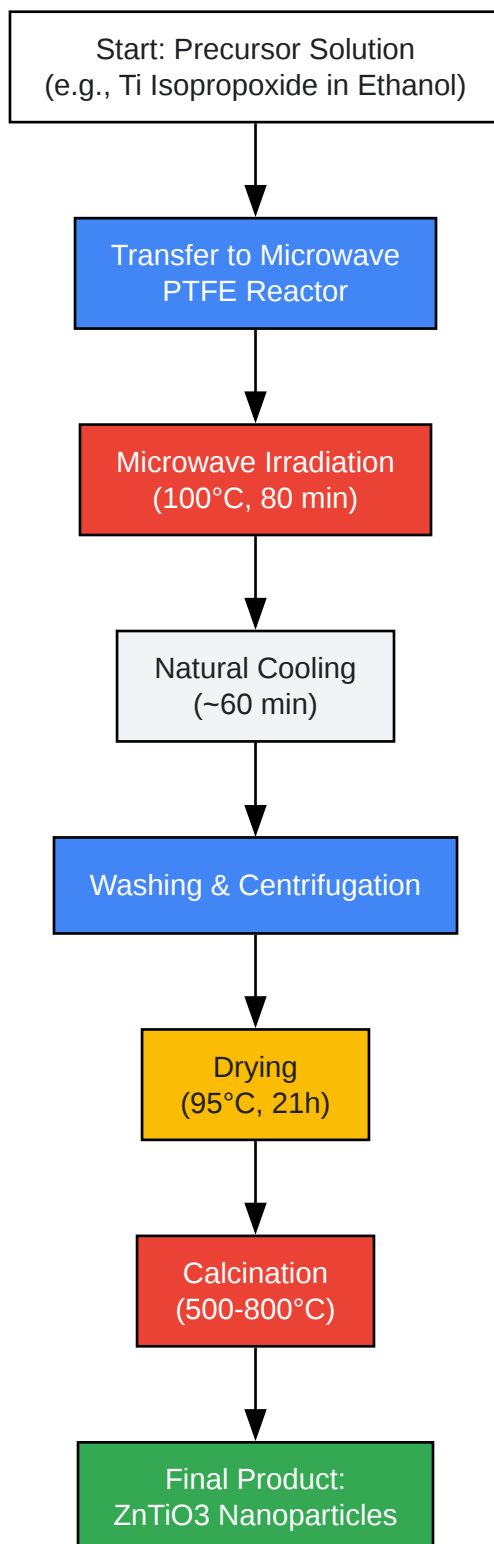 Start: Precursor Solution
(e.g., Ti Isopropoxide in Ethanol)
Transfer to Microwave
PTFE Reactor
Microwave Irradiation
(100°C, 80 min)
Natural Cooling
(~60 min)
Washing & Centrifugation
Drying
(95°C, 21h)
Calcination
(500-800°C)
Final Product:
ZnTiO3 Nanoparticles